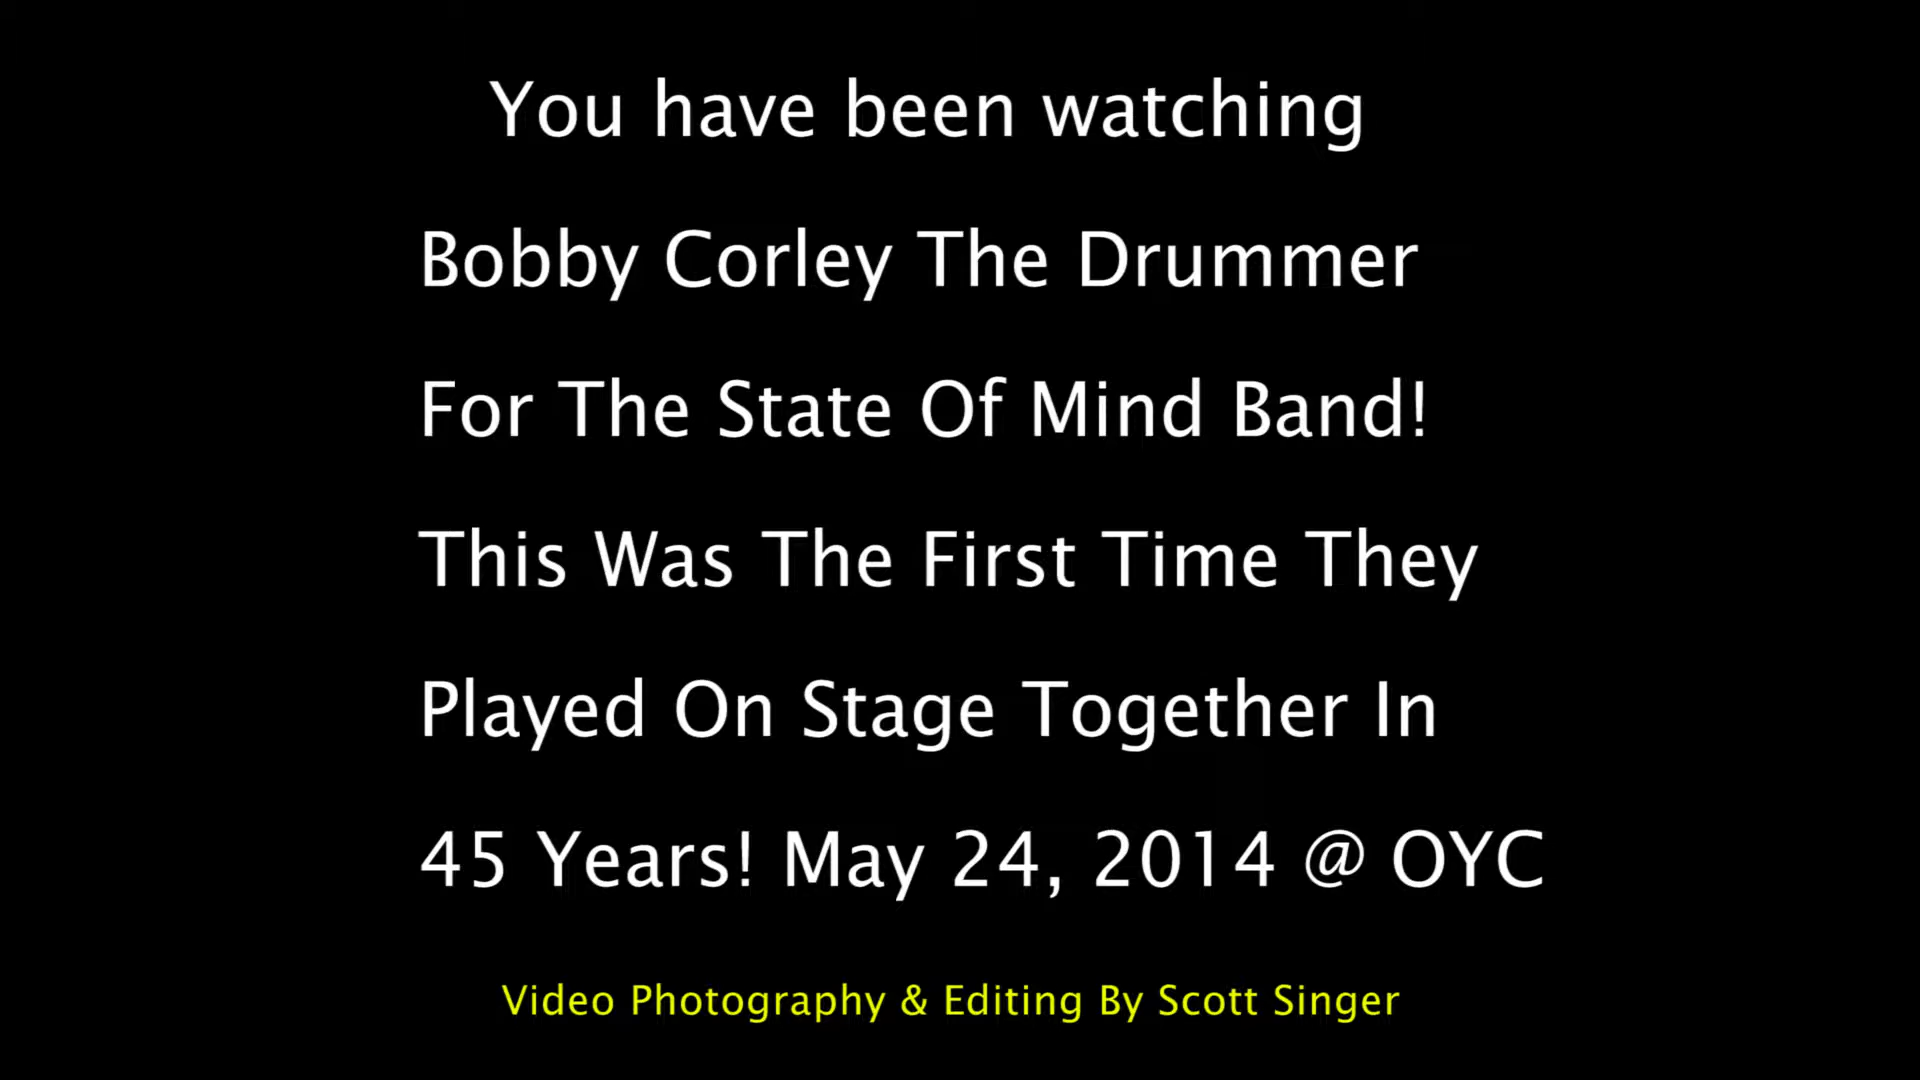 You have been watching
Bobby Corley The Drummer
For The State Of Mind Band!
This Was The First Time They
Played On Stage Together In
45 Years! May 24, 2014 @ OYC
Video Photography & Editing By Scott Singer